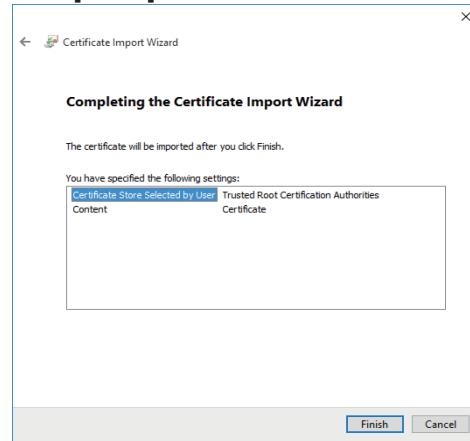 Certificate Import Wizard
Completing the Certificate Import Wizard
The certificate will be imported after you click Finish.
You have specified the following settings:
Certificate Store Selected by User Trusted Root Certification Authorities
Content Certificate
Finish Cancel